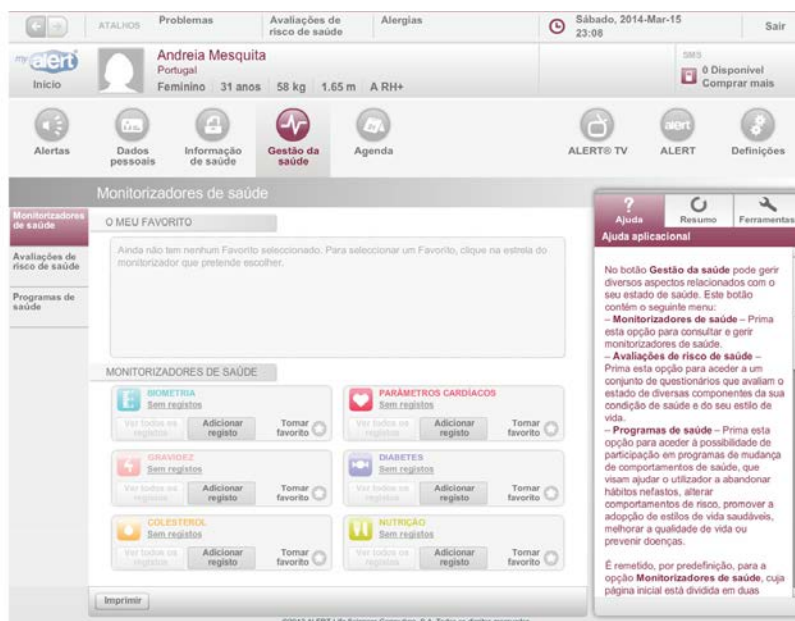 ATALHOS
Problemas
Avaliações de
risco de saúde
Alergias
Sábado, 2014-Mar-15
23:08
Sair
my alert
Início
Andreia Mesquita
Portugal
Feminino 31 anos 58 kg 1.65 m A RH+
SMS
0 Disponível
Comprar mais
Alertas
Dados
pessoais
Informação
de saúde
Gestão da
saúde
Agenda
ALERT® TV
alert
ALERT
Definições
Monitorizadores de saúde
Monitorizadores
de saúde
Avaliações de
risco de saúde
Programas de
saúde
O MEU FAVORITO
Ainda não tem nenhum Favorito seleccionado. Para seleccionar um Favorito, clique na estrela do
monitorizador que pretende escolher.
MONITORIZADORES DE SAÚDE
BIOMETRIA
Sem registos
Ver todos os
registos
Adicionar
registo
Tornar
favorito
PARÂMETROS CARDÍACOS
Sem registos
Ver todos os
registos
Adicionar
registo
Tornar
favorito
GRAVIDEZ
Sem registos
Ver todos os
registos
Adicionar
registo
Tornar
favorito
DIABETES
Sem registos
Ver todos os
registos
Adicionar
registo
Tornar
favorito
COLESTEROL
Sem registos
Ver todos os
registos
Adicionar
registo
Tornar
favorito
NUTRIÇÃO
Sem registos
Ver todos os
registos
Adicionar
registo
Tornar
favorito
Imprimir
?
Ajuda
Resumo
Ferramentas
Ajuda aplicacional
No botão Gestão da saúde pode gerir
diversos aspectos relacionados com o
seu estado de saúde. Este botão
contém o seguinte menu:
– Monitorizadores de saúde – Prima
esta opção para consultar e gerir
monitorizadores de saúde.
– Avaliações de risco de saúde –
Prima esta opção para aceder a um
conjunto de questionários que avaliam o
estado de diversas componentes da sua
condição de saúde e do seu estilo de
vida.
– Programas de saúde – Prima esta
opção para aceder à possibilidade de
participação em programas de mudança
de comportamentos de saúde, que
visam ajudar o utilizador a abandonar
hábitos nefastos, alterar
comportamentos de risco, promover a
adopção de estilos de vida saudáveis,
melhorar a qualidade de vida ou
prevenir doenças.
É remetido, por predefinição, para a
opção Monitorizadores de saúde, cuja
página inicial está dividida em duas